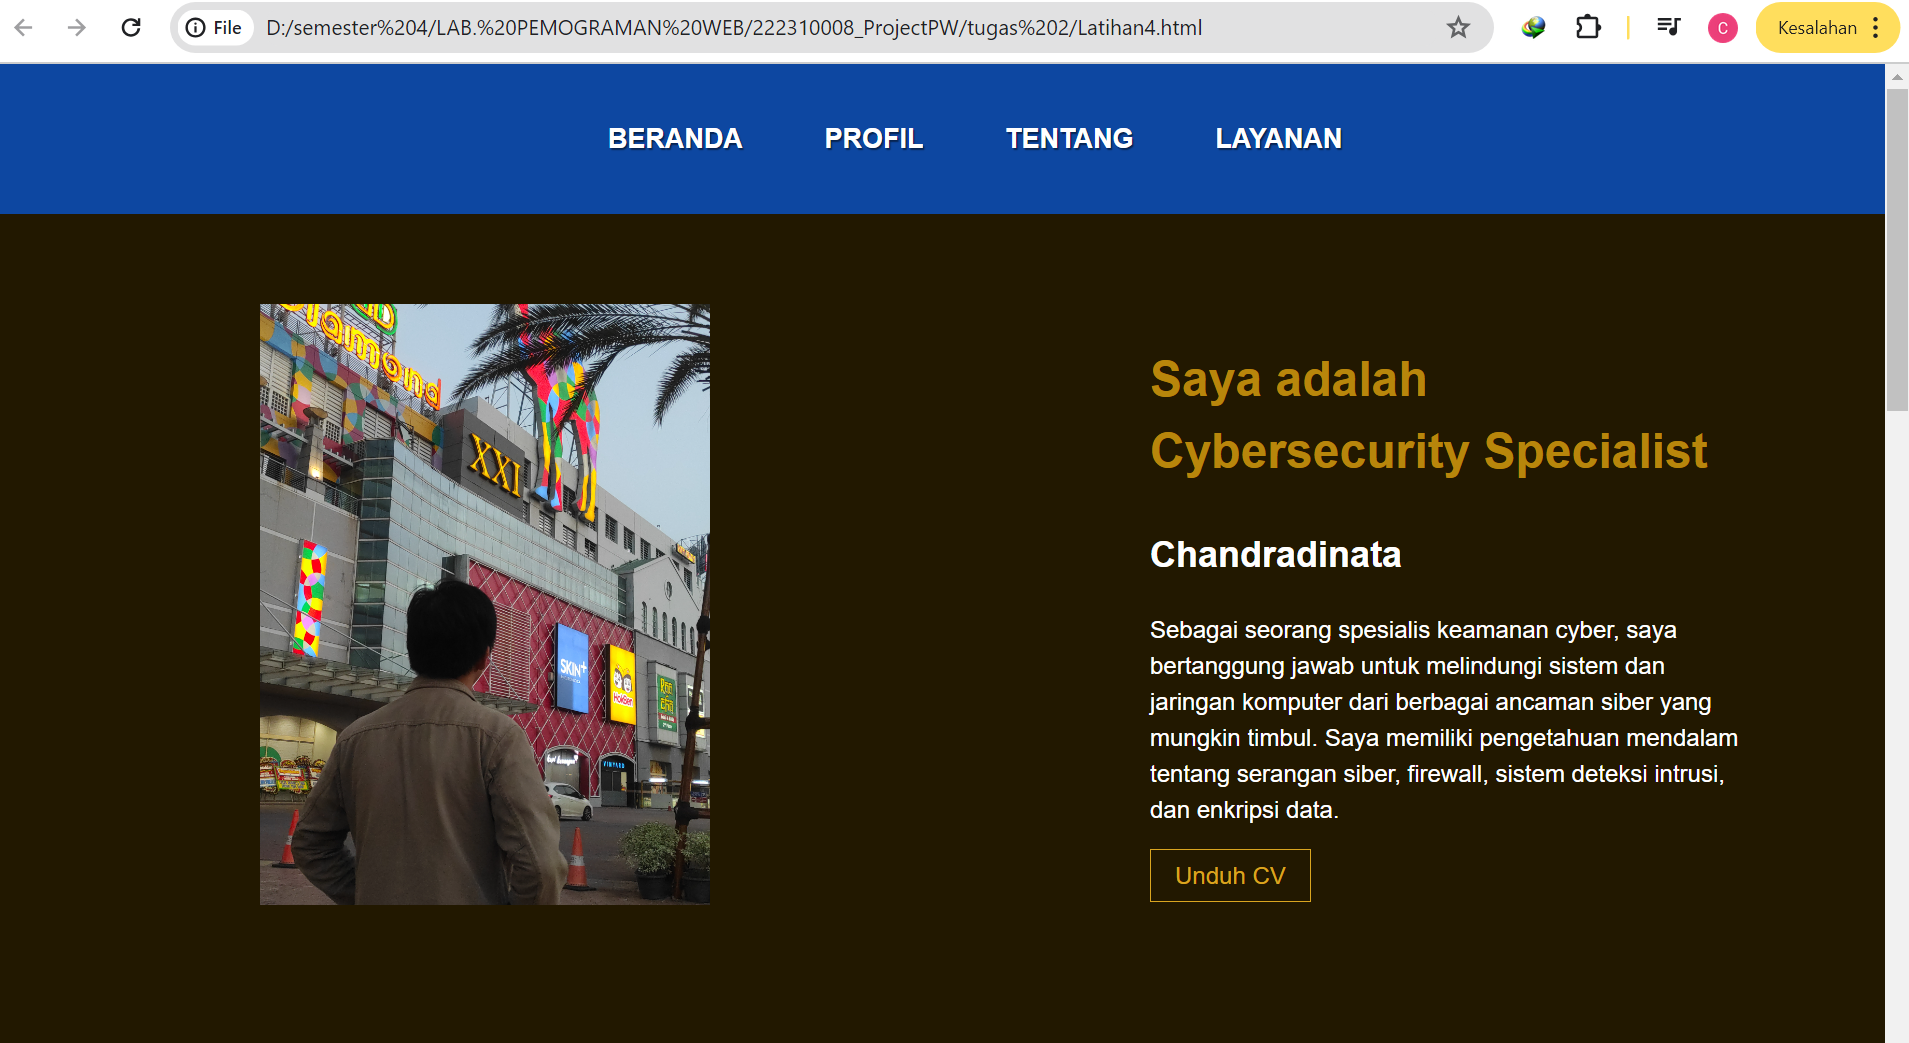 File D:/semester%204/LAB.%20PEMOGRAMAN%20WEB/222310008_ProjectPW/tugas%202/Latihan4.html
C
Kesalahan
BERANDA PROFIL TENTANG LAYANAN
XXI
SKIN+
HokBen
VINYARD
Saya adalah
Cybersecurity Specialist
Chandradinata
Sebagai seorang spesialis keamanan cyber, saya
bertanggung jawab untuk melindungi sistem dan
jaringan komputer dari berbagai ancaman siber yang
mungkin timbul. Saya memiliki pengetahuan mendalam
tentang serangan siber, firewall, sistem deteksi intrusi,
dan enkripsi data.
Unduh CV